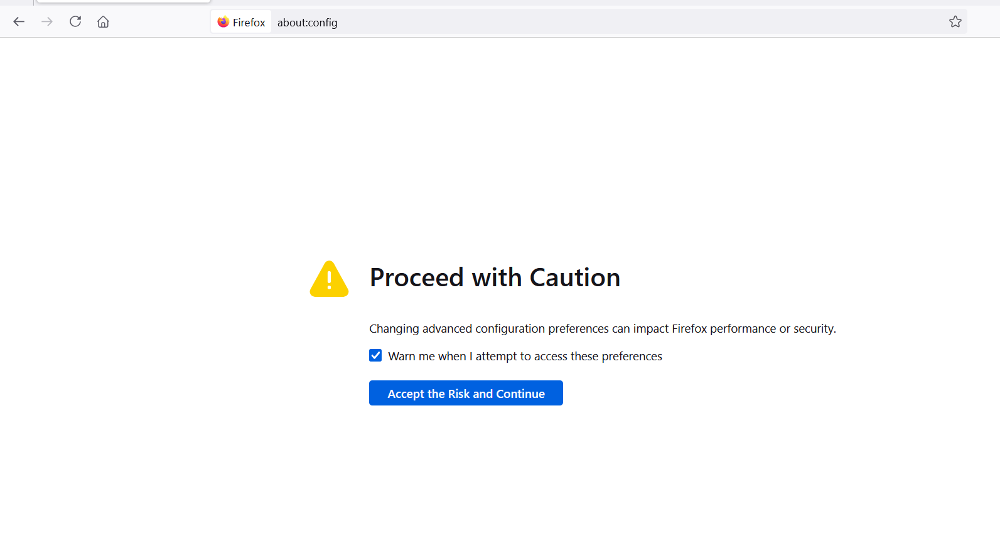 Firefox about:config
Proceed with Caution
Changing advanced configuration preferences can impact Firefox performance or security.
Warn me when I attempt to access these preferences
Accept the Risk and Continue